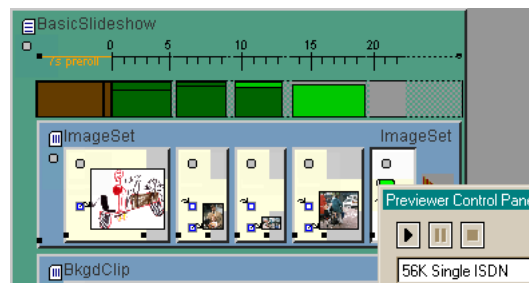 BasicSlideshow
0 5 10 15 20
7s preroll
ImageSet ImageSet
Previewer Control Pane
56K Single ISDN
BkgdClip